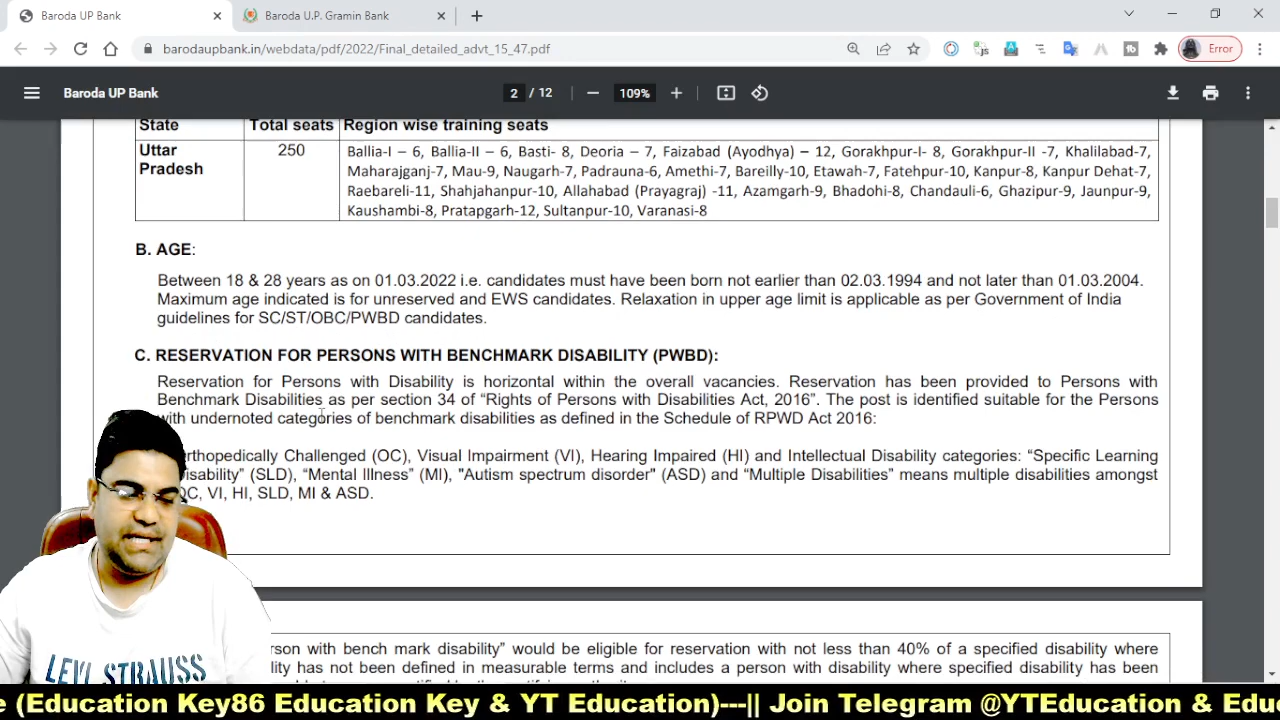 Baroda UP Bank
Baroda U.P. Gramin Bank
barodaupbank.in/webdata/pdf/2022/Final_detailed_advt_15_47.pdf
Error
Baroda UP Bank
2 / 12
109%
State Total seats Region wise training seats
Uttar Pradesh 250 Ballia-I – 6, Ballia-II – 6, Basti- 8, Deoria – 7, Faizabad (Ayodhya) – 12, Gorakhpur-I- 8, Gorakhpur-II -7, Khalilabad-7,
Maharajganj-7, Mau-9, Naugarh-7, Padrauna-6, Amethi-7, Bareilly-10, Etawah-7, Fatehpur-10, Kanpur-8, Kanpur Dehat-7,
Raebareli-11, Shahjahanpur-10, Allahabad (Prayagraj) -11, Azamgarh-9, Bhadohi-8, Chandauli-6, Ghazipur-9, Jaunpur-9,
Kaushambi-8, Pratapgarh-12, Sultanpur-10, Varanasi-8
B. AGE:
Between 18 & 28 years as on 01.03.2022 i.e. candidates must have been born not earlier than 02.03.1994 and not later than 01.03.2004.
Maximum age indicated is for unreserved and EWS candidates. Relaxation in upper age limit is applicable as per Government of India
guidelines for SC/ST/OBC/PWBD candidates.
C. RESERVATION FOR PERSONS WITH BENCHMARK DISABILITY (PWBD):
Reservation for Persons with Disability is horizontal within the overall vacancies. Reservation has been provided to Persons with
Benchmark Disabilities as per section 34 of “Rights of Persons with Disabilities Act, 2016”. The post is identified suitable for the Persons
with undernoted categories of benchmark disabilities as defined in the Schedule of RPWD Act 2016:
rthopedically Challenged (OC), Visual Impairment (VI), Hearing Impaired (HI) and Intellectual Disability categories: “Specific Learning
isability” (SLD), “Mental Illness” (MI), "Autism spectrum disorder” (ASD) and “Multiple Disabilities” means multiple disabilities amongst
OC, VI, HI, SLD, MI & ASD.
rson with bench mark disability” would be eligible for reservation with not less than 40% of a specified disability where
lity has not been defined in measurable terms and includes a person with disability where specified disability has been
LEVI STRAUSS
e (Education Key86 Education Key & YT Education)---|| Join Telegram @YTEducation & Edu